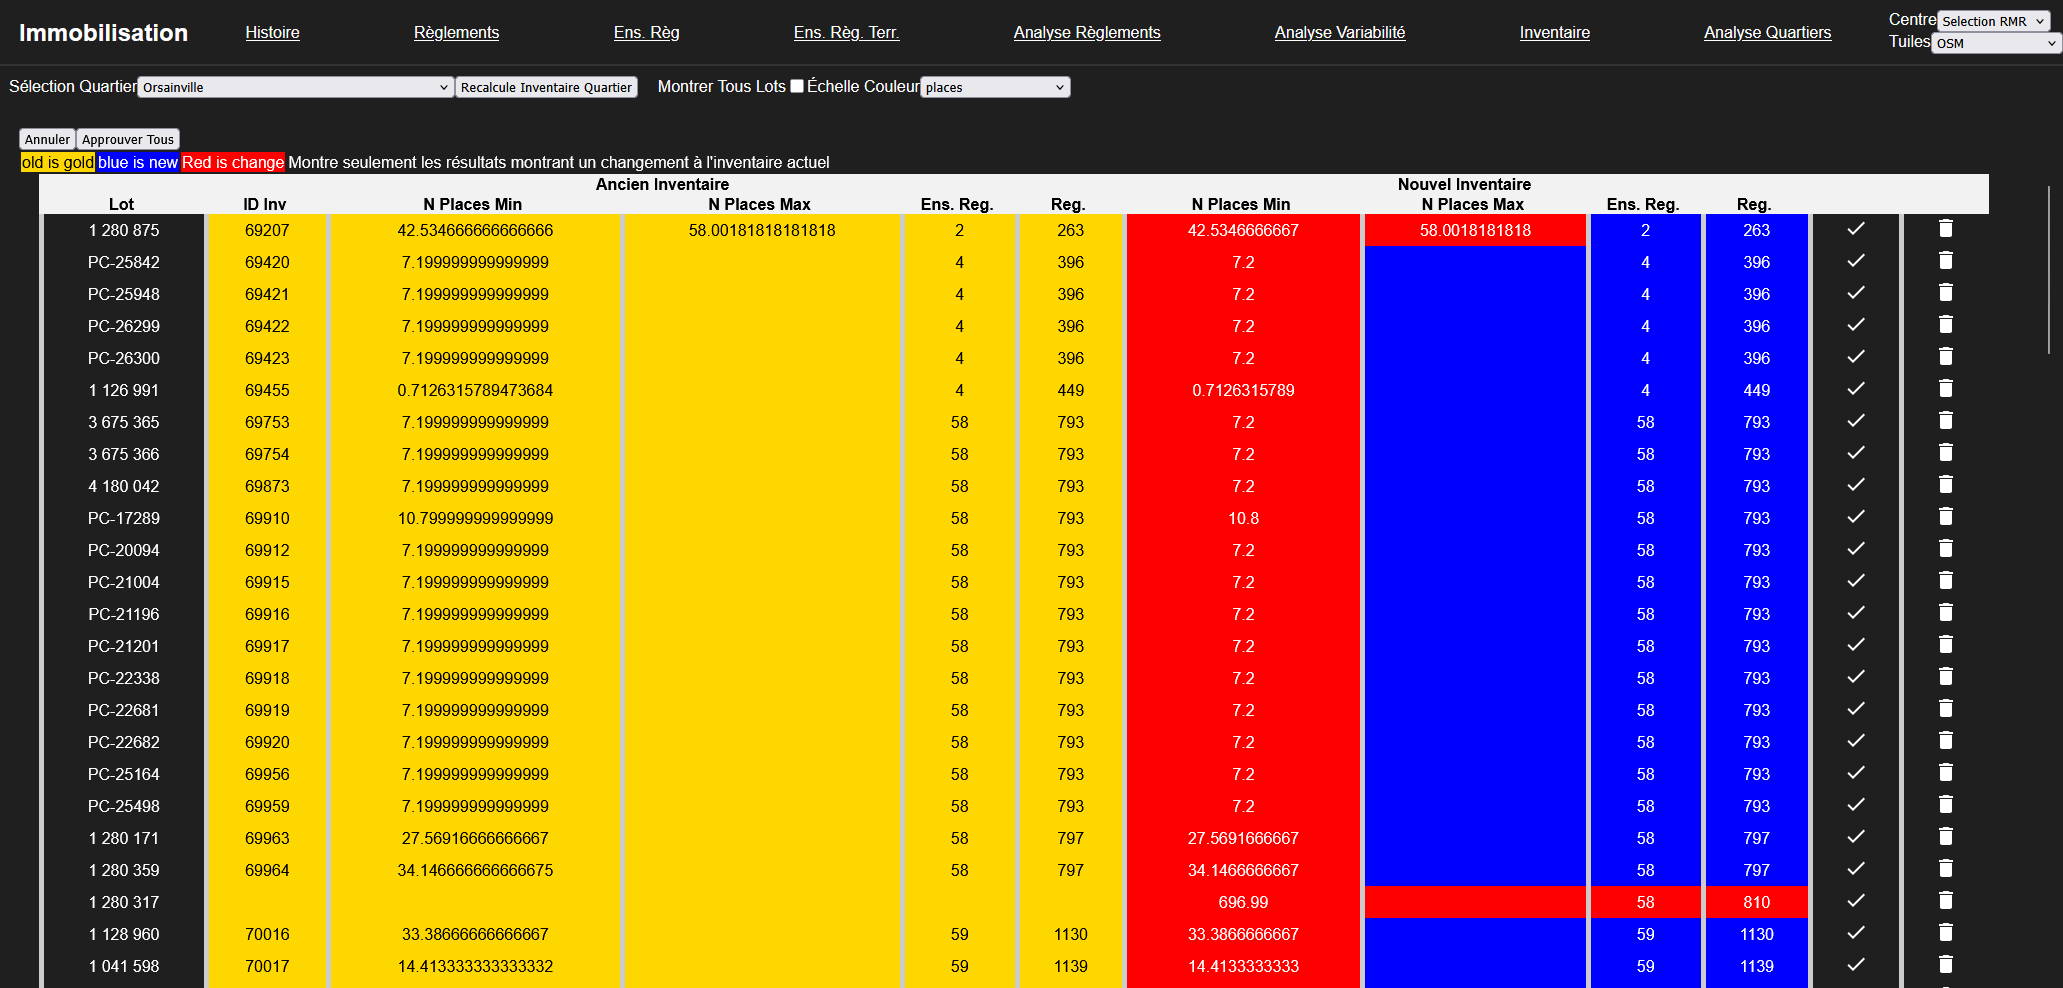 Immobilisation Histoire Règlements Ens. Règ Ens. Règ. Terr. Analyse Règlements Analyse Variabilité Inventaire Analyse Quartiers Centre Selection RMR
Tuiles OSM
Sélection Quartier Orsainville Recalcule Inventaire Quartier Montrer Tous Lots Échelle Couleur places
Annuler Approuver Tous
old is gold blue is new Red is change Montre seulement les résultats montrant un changement à l'inventaire actuel
Ancien Inventaire Nouvel Inventaire
Lot ID Inv N Places Min N Places Max Ens. Reg. Reg. N Places Min N Places Max Ens. Reg. Reg.
1 280 875 69207 42.534666666666666 58.00181818181818 2 263 42.5346666667 58.0018181818 2 263
PC-25842 69420 7.199999999999999 4 396 7.2 4 396
PC-25948 69421 7.199999999999999 4 396 7.2 4 396
PC-26299 69422 7.199999999999999 4 396 7.2 4 396
PC-26300 69423 7.199999999999999 4 396 7.2 4 396
1 126 991 69455 0.7126315789473684 4 449 0.7126315789 4 449
3 675 365 69753 7.199999999999999 58 793 7.2 58 793
3 675 366 69754 7.199999999999999 58 793 7.2 58 793
4 180 042 69873 7.199999999999999 58 793 7.2 58 793
PC-17289 69910 10.799999999999999 58 793 10.8 58 793
PC-20094 69912 7.199999999999999 58 793 7.2 58 793
PC-21004 69915 7.199999999999999 58 793 7.2 58 793
PC-21196 69916 7.199999999999999 58 793 7.2 58 793
PC-21201 69917 7.199999999999999 58 793 7.2 58 793
PC-22338 69918 7.199999999999999 58 793 7.2 58 793
PC-22681 69919 7.199999999999999 58 793 7.2 58 793
PC-22682 69920 7.199999999999999 58 793 7.2 58 793
PC-25164 69956 7.199999999999999 58 793 7.2 58 793
PC-25498 69959 7.199999999999999 58 793 7.2 58 793
1 280 171 69963 27.56916666666667 58 797 27.5691666667 58 797
1 280 359 69964 34.146666666666675 58 797 34.1466666667 58 797
1 280 317 696.99 58 810
1 128 960 70016 33.38666666666667 59 1130 33.3866666667 59 1130
1 041 598 70017 14.413333333333332 59 1139 14.4133333333 59 1139